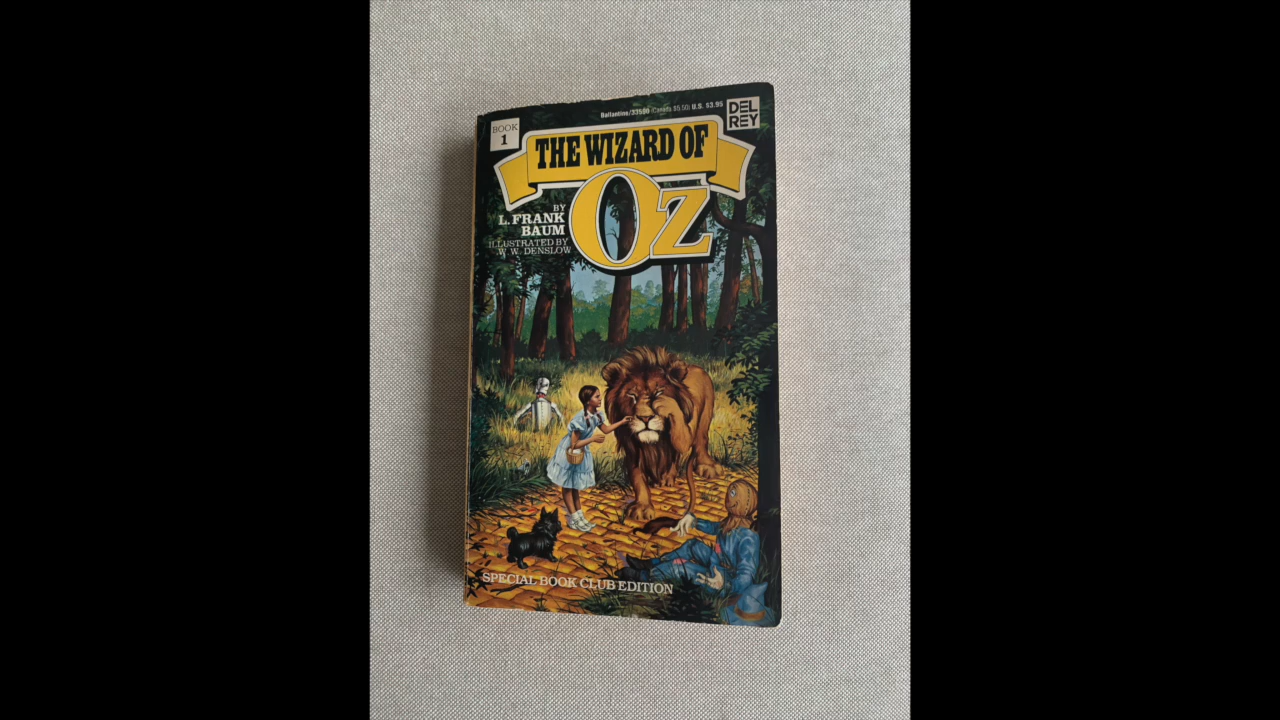 Ballantine/33590 (Canada $5.50) U.S. $3.95
DEL
REY
BOOK
1
THE WIZARD OF
OZ
BY
L. FRANK
BAUM
ILLUSTRATED BY
W. W. DENSLOW
SPECIAL BOOK CLUB EDITION